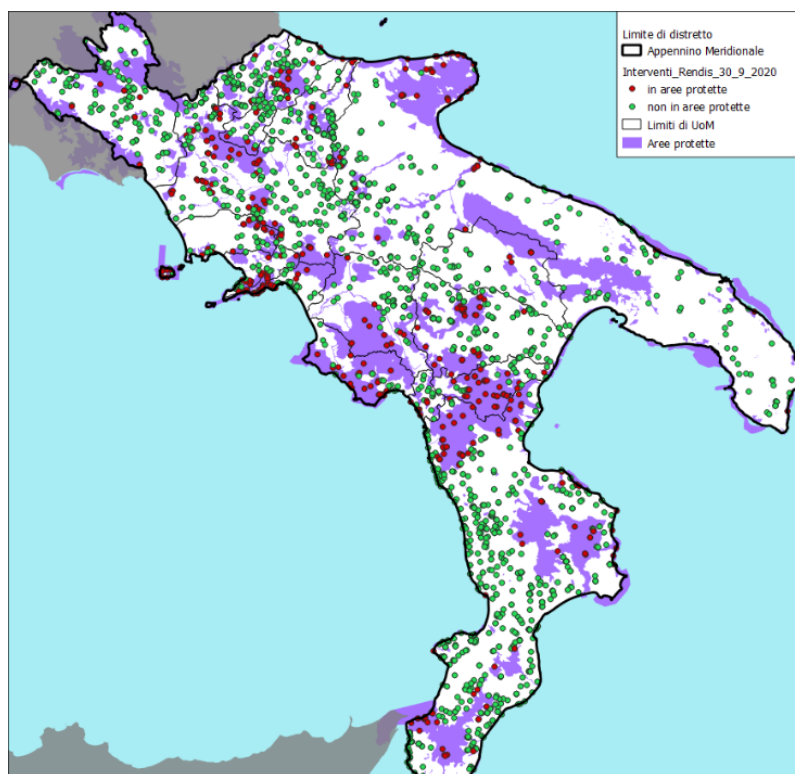 Limite di distretto
Appennino Meridionale
Interventi_Rendis_30_9_2020
in aree protette
non in aree protette
Limiti di UoM
Aree protette